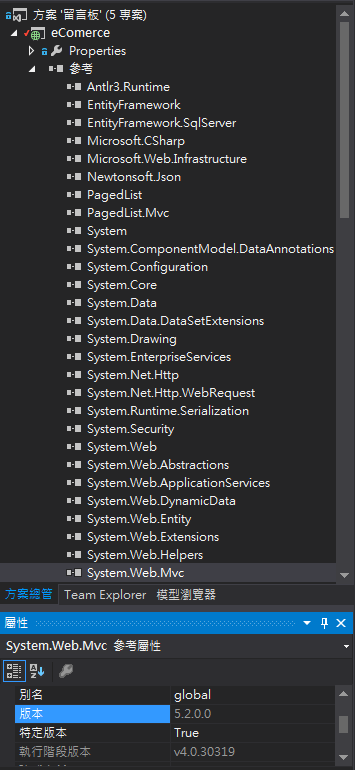 方案 '留言板' (5 專案)
eComerce
Properties
參考
Antlr3.Runtime
EntityFramework
EntityFramework.SqlServer
Microsoft.CSharp
Microsoft.Web.Infrastructure
Newtonsoft.Json
PagedList
PagedList.Mvc
System
System.ComponentModel.DataAnnotations
System.Configuration
System.Core
System.Data
System.Data.DataSetExtensions
System.Drawing
System.EnterpriseServices
System.Net.Http
System.Net.Http.WebRequest
System.Runtime.Serialization
System.Security
System.Web
System.Web.Abstractions
System.Web.ApplicationServices
System.Web.DynamicData
System.Web.Entity
System.Web.Extensions
System.Web.Helpers
System.Web.Mvc
方案總管 Team Explorer 模型瀏覽器
屬性
System.Web.Mvc 參考屬性
別名 global
版本 5.2.0.0
特定版本 True
執行階段版本 v4.0.30319